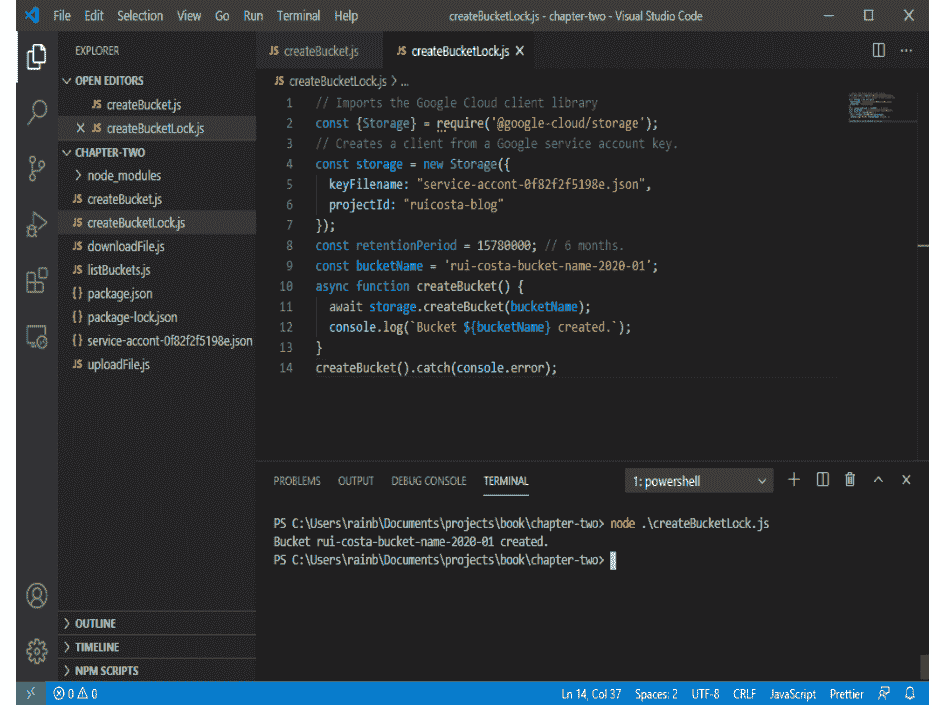 File Edit Selection View Go Run Terminal Help createBucketLock.js - chapter-two - Visual Studio Code
EXPLORER
OPEN EDITORS
JS createBucket.js
X JS createBucketLock.js
CHAPTER-TWO
> node_modules
JS createBucket.js
JS createBucketLock.js
JS downloadFile.js
JS listBuckets.js
{} package.json
{} package-lock.json
{} service-accont-0f82f2f5198e.json
JS uploadFile.js
> OUTLINE
> TIMELINE
> NPM SCRIPTS
JS createBucket.js JS createBucketLock.js X
JS createBucketLock.js > ...
1 // Imports the Google Cloud client library
2 const {Storage} = require('@google-cloud/storage');
3 // Creates a client from a Google service account key.
4 const storage = new Storage({
5 keyFilename: "service-accont-0f82f2f5198e.json",
6 projectId: "ruicosta-blog"
7 });
8 const retentionPeriod = 15780000; // 6 months.
9 const bucketName = 'rui-costa-bucket-name-2020-01';
10 async function createBucket() {
11 await storage.createBucket(bucketName);
12 console.log(`Bucket ${bucketName} created.`);
13 }
14 createBucket().catch(console.error);
PROBLEMS OUTPUT DEBUG CONSOLE TERMINAL 1: powershell
PS C:\Users\rainb\Documents\projects\book\chapter-two> node .\createBucketLock.js
Bucket rui-costa-bucket-name-2020-01 created.
PS C:\Users\rainb\Documents\projects\book\chapter-two>
0 0 Ln 14, Col 37 Spaces: 2 UTF-8 CRLF JavaScript Prettier